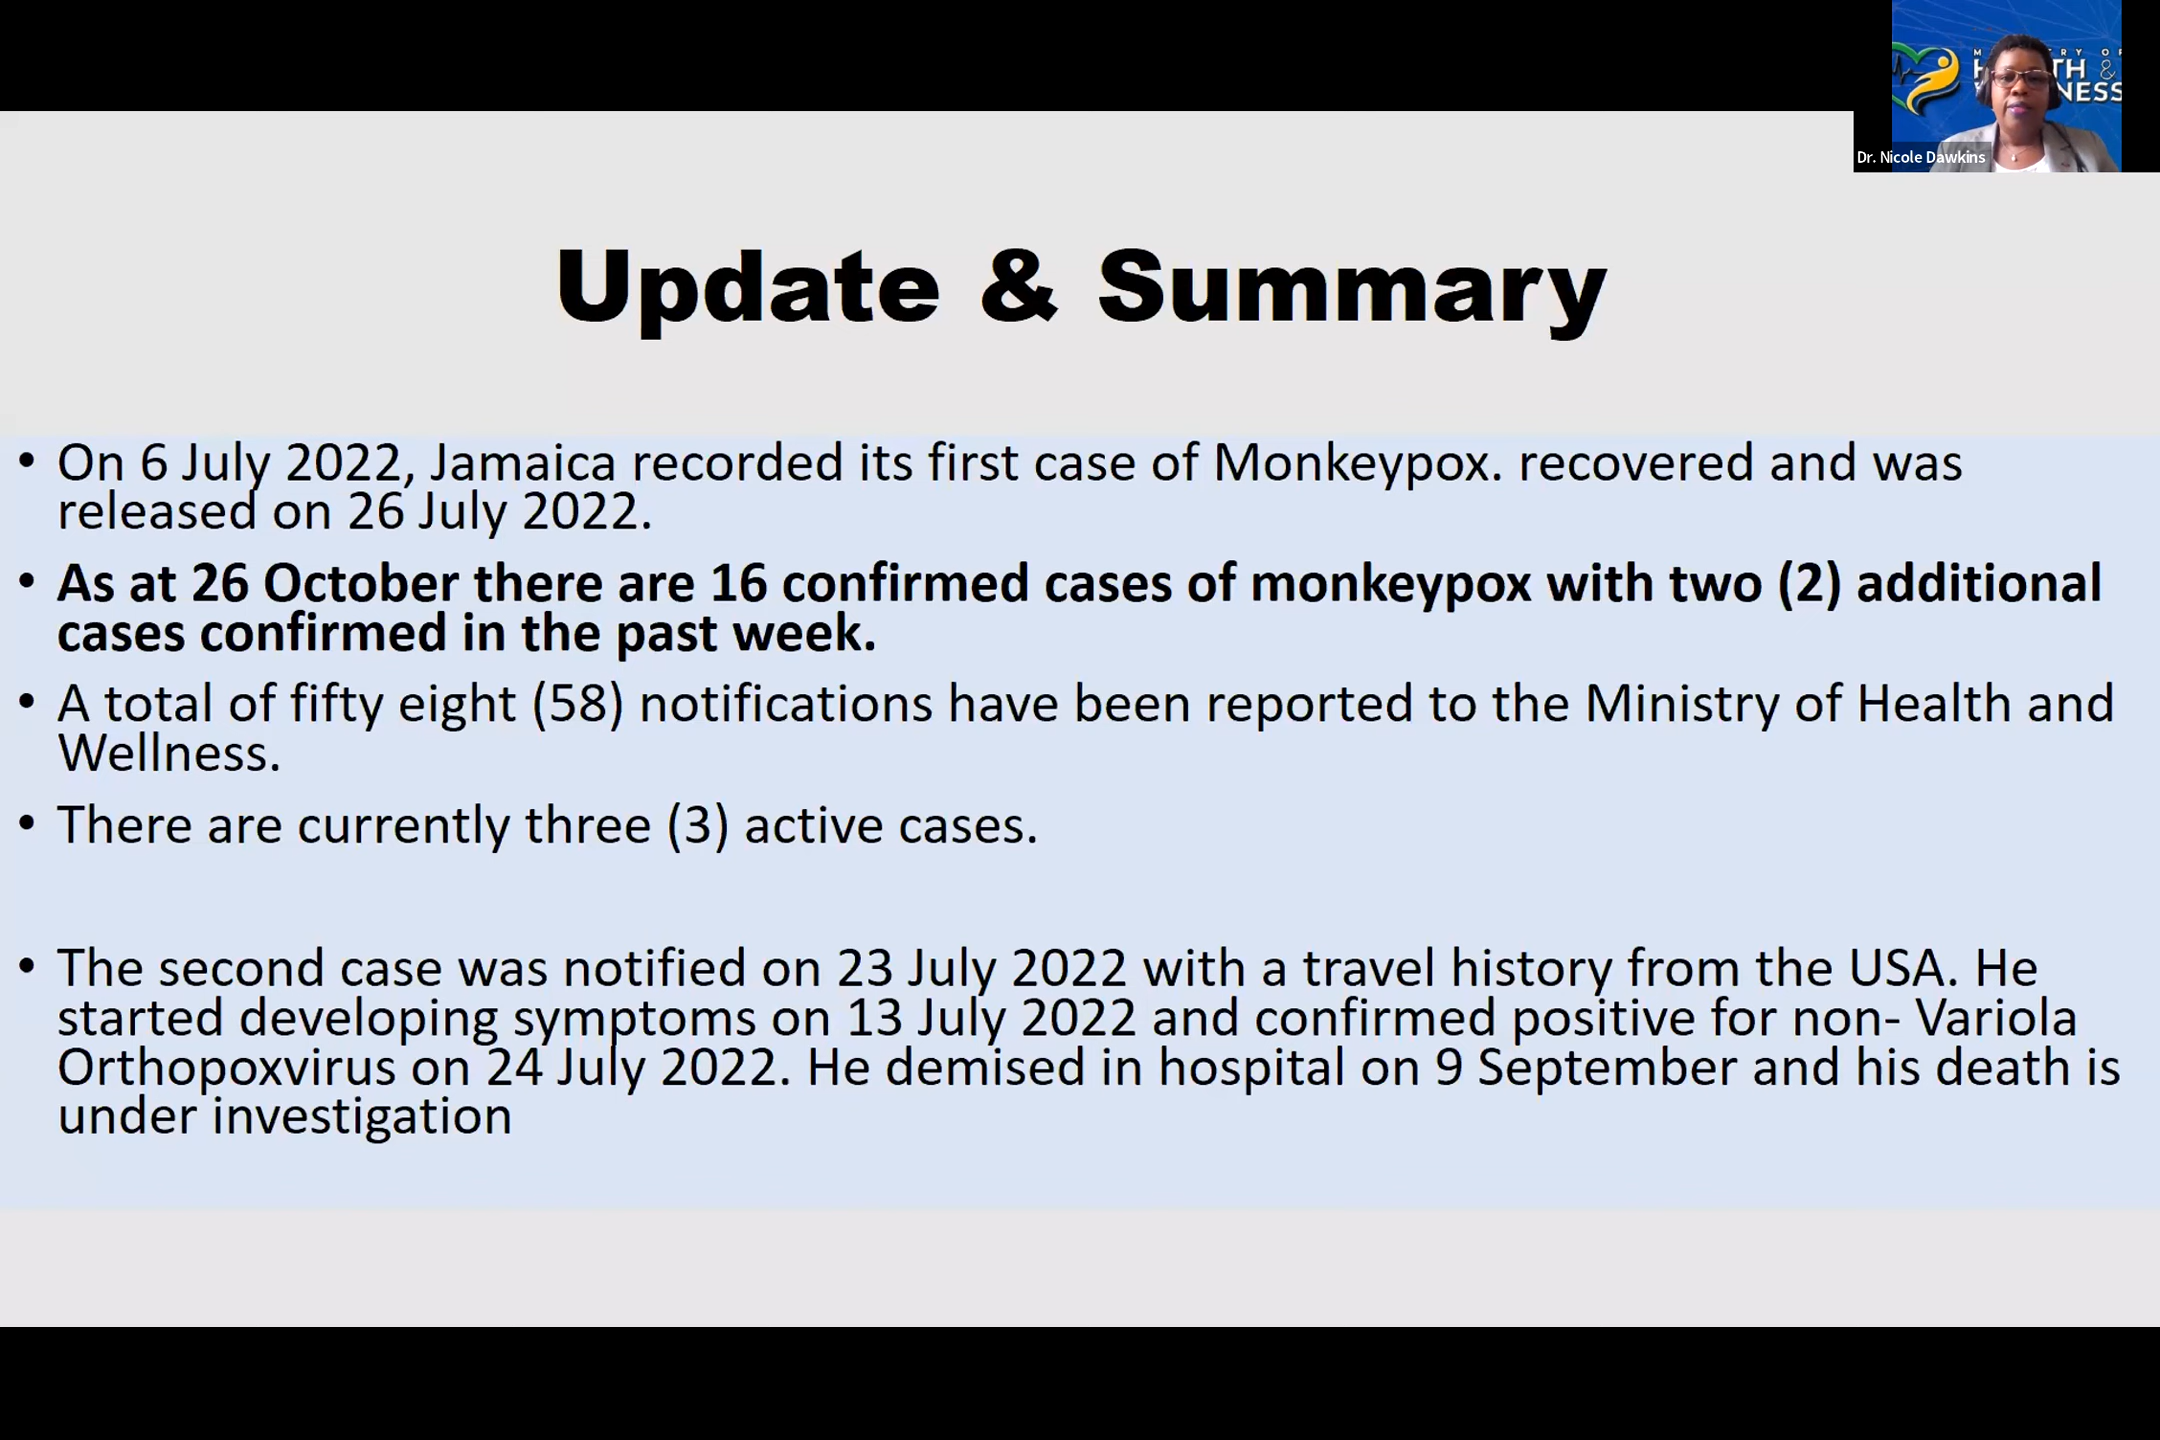 MINISTRY OF
HEALTH &
WELLNESS
Dr. Nicole Dawkins
Update & Summary
• On 6 July 2022, Jamaica recorded its first case of Monkeypox. recovered and was
released on 26 July 2022.
• As at 26 October there are 16 confirmed cases of monkeypox with two (2) additional
cases confirmed in the past week.
• A total of fifty eight (58) notifications have been reported to the Ministry of Health and
Wellness.
• There are currently three (3) active cases.
• The second case was notified on 23 July 2022 with a travel history from the USA. He
started developing symptoms on 13 July 2022 and confirmed positive for non- Variola
Orthopoxvirus on 24 July 2022. He demised in hospital on 9 September and his death is
under investigation